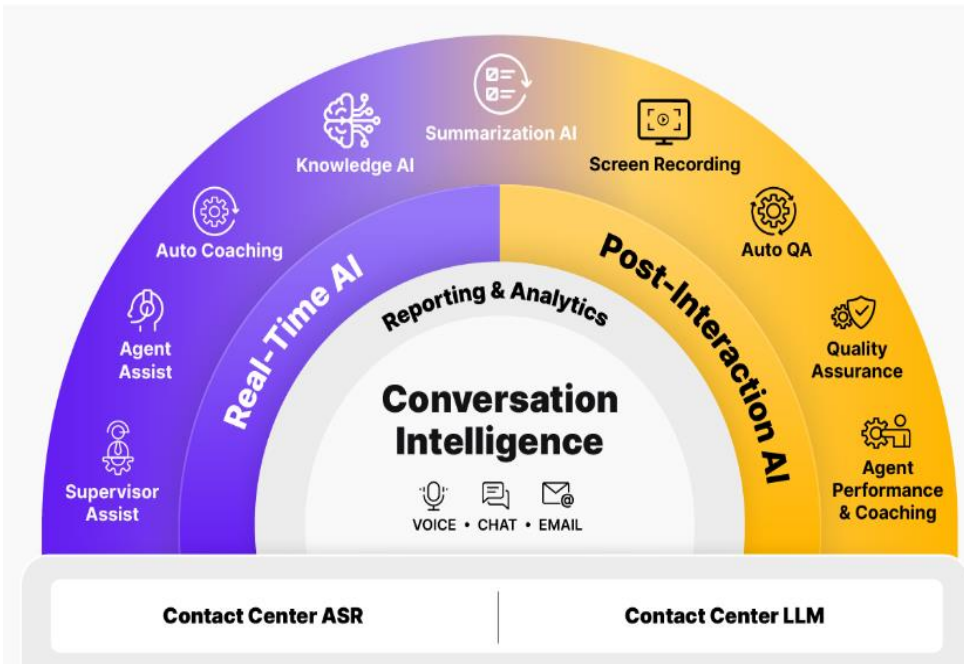 Summarization AI
Knowledge AI
Screen Recording
Auto Coaching
Auto QA
Real-Time AI
Post-Interaction AI
Reporting & Analytics
Agent
Assist
Quality
Assurance
Conversation
Intelligence
Supervisor
Assist
Agent
Performance
& Coaching
VOICE • CHAT • EMAIL
Contact Center ASR
Contact Center LLM